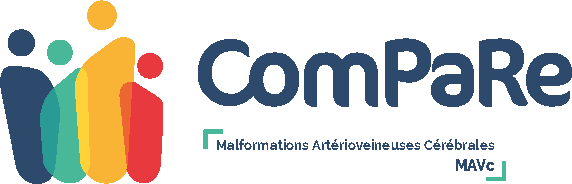 ComPaRe
Malformations Artérioveineuses Cérébrales
MAVc